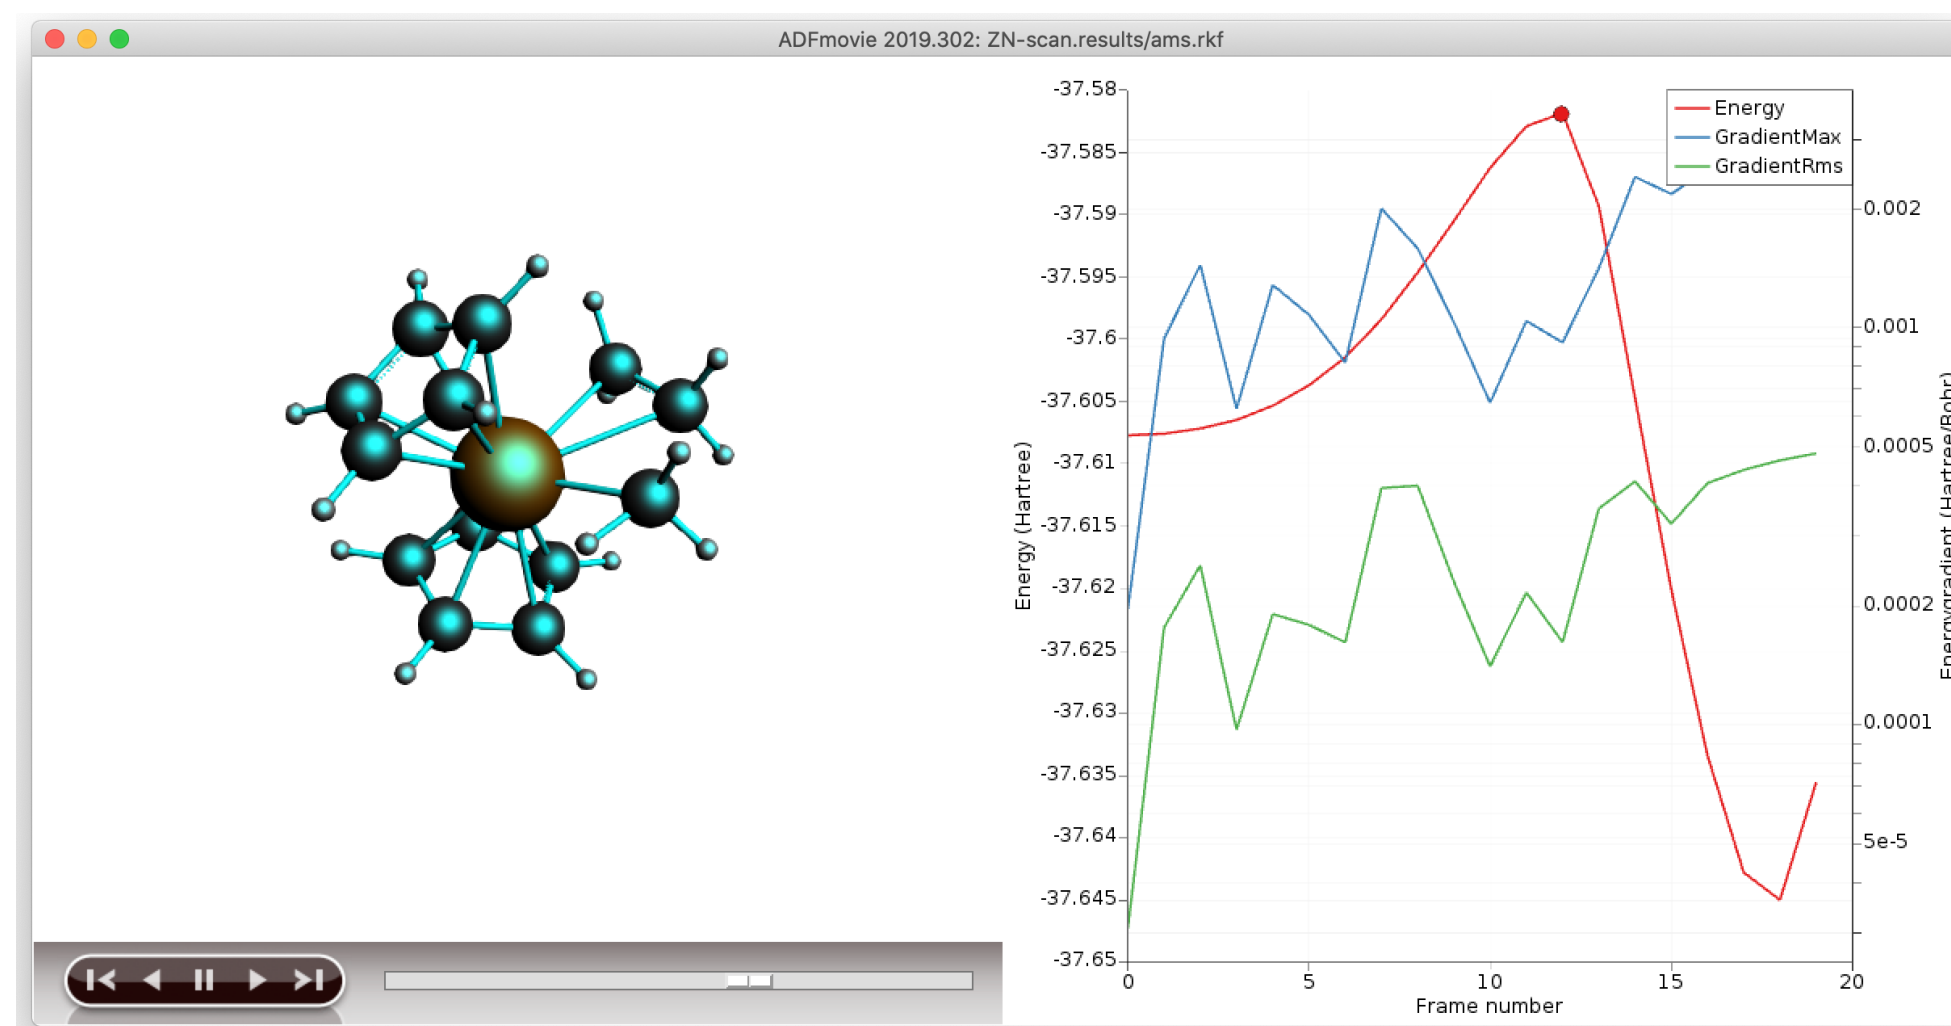 ADFmovie 2019.302: ZN-scan.results/ams.rkf
Energy
GradientMax
GradientRms
-37.58
-37.585
-37.59
-37.595
-37.6
-37.605
-37.61
-37.615
-37.62
-37.625
-37.63
-37.635
-37.64
-37.645
-37.65
Energy (Hartree)
0.002
0.001
0.0005
0.0002
0.0001
5e-5
Energygradient (Hartree/Bohr)
0 5 10 15 20
Frame number